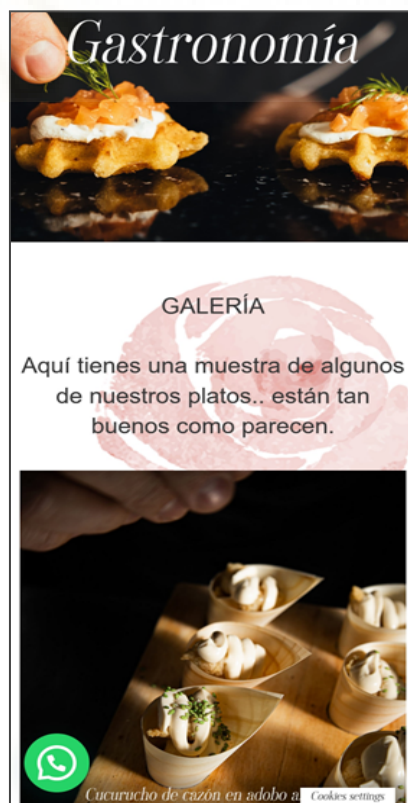 Gastronomía
GALERÍA
Aquí tienes una muestra de algunos
de nuestros platos.. están tan
buenos como parecen.
Cucurucho de cazón en adobo a
Cookies settings